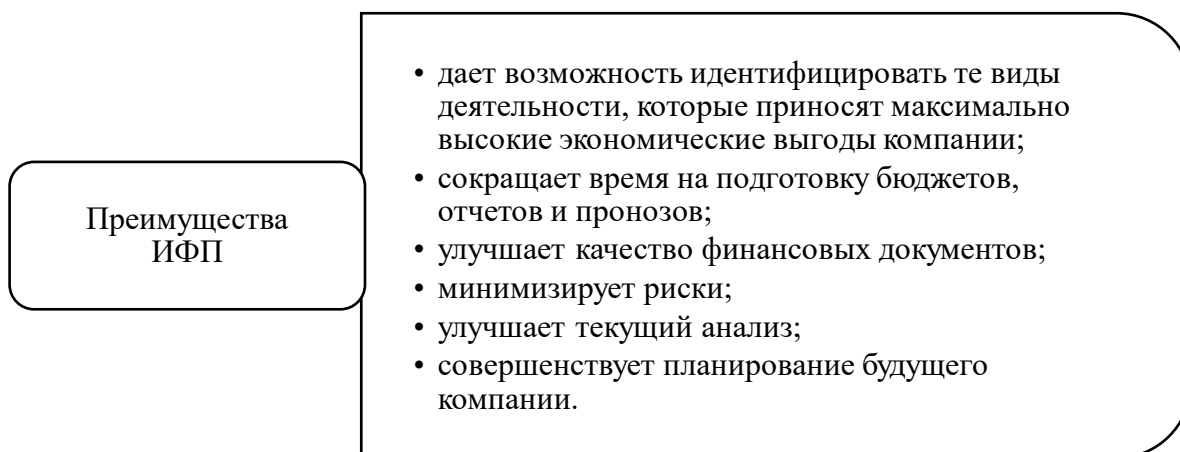 Преимущества
ИФП
• дает возможность идентифицировать те виды
деятельности, которые приносят максимально
высокие экономические выгоды компании;
• сокращает время на подготовку бюджетов,
отчетов и пронозов;
• улучшает качество финансовых документов;
• минимизирует риски;
• улучшает текущий анализ;
• совершенствует планирование будущего
компании.